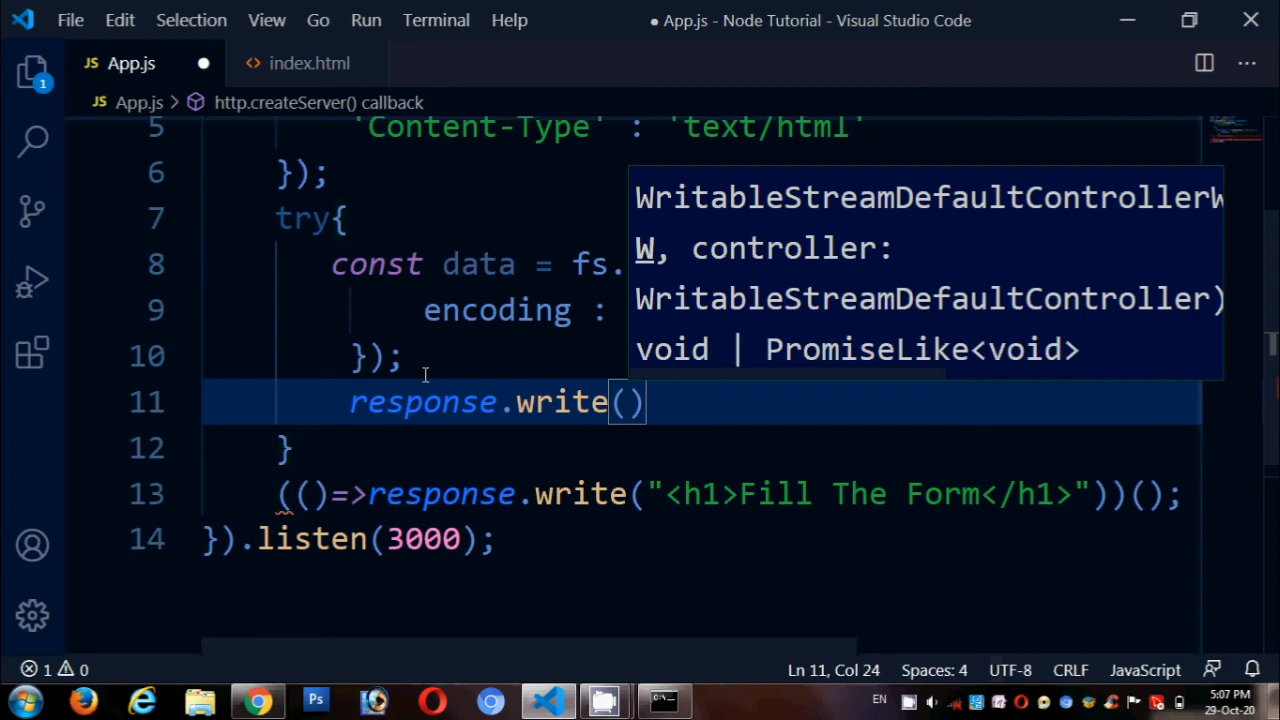 File Edit Selection View Go Run Terminal Help ● App.js - Node Tutorial - Visual Studio Code
JS App.js ● <> index.html
1
JS App.js > http.createServer() callback
5 'Content-Type' : 'text/html'
6 });
7 try{
8 const data = fs.
9 encoding :
10 });
11 response.write()
12 }
13 (()=>response.write("<h1>Fill The Form</h1>"))();
14 }).listen(3000);
WritableStreamDefaultControllerW
W, controller:
WritableStreamDefaultController)
void | PromiseLike<void>
1 0 Ln 11, Col 24 Spaces: 4 UTF-8 CRLF JavaScript
Ps C:\. EN 5:07 PM
29-Oct-20